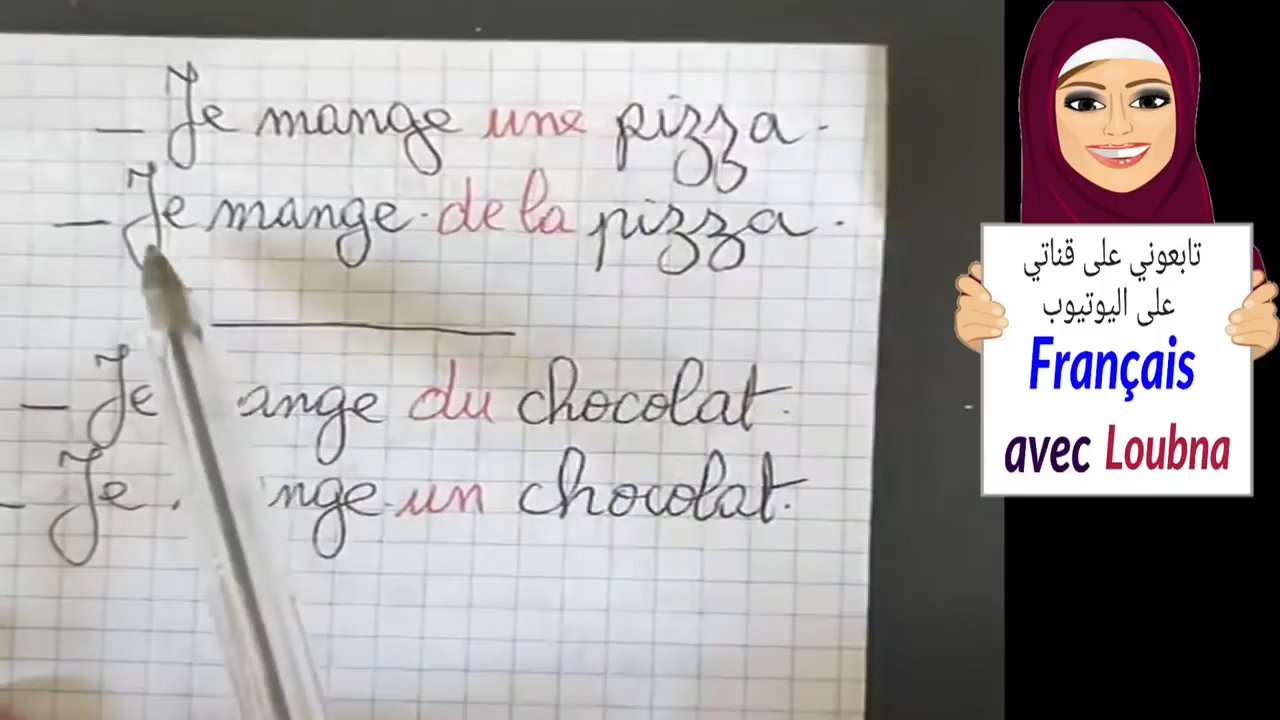 - Je mange une pizza.
- Je mange de la pizza.
- Je ange du chocolat.
- Je nge un chocolat.
تابعوني على قناتي
على اليوتيوب
Français
avec Loubna